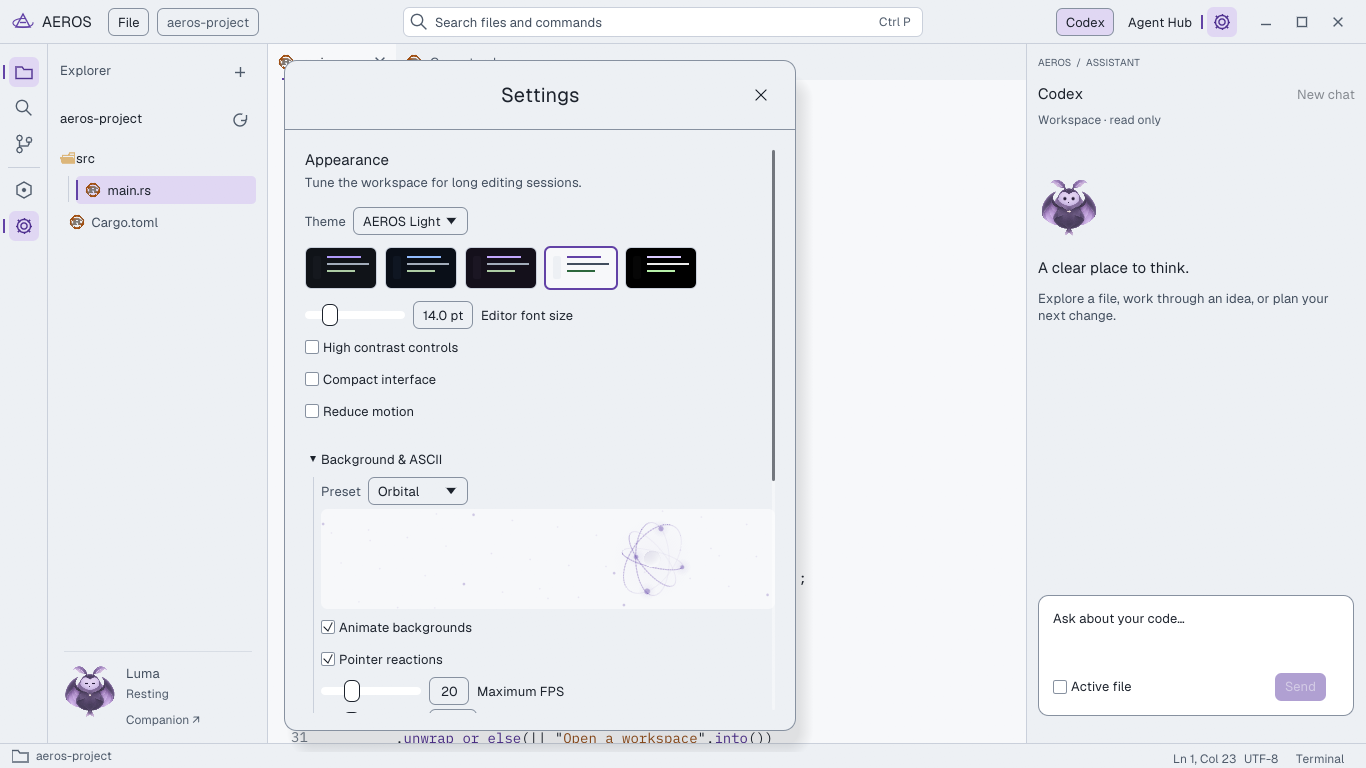 AEROS
File
aeros-project
Search files and commands
Ctrl P
Codex
Agent Hub
Explorer
aeros-project
src
main.rs
Cargo.toml
Luma
Resting
Companion ↗
Settings
Appearance
Tune the workspace for long editing sessions.
Theme
AEROS Light
14.0 pt
Editor font size
High contrast controls
Compact interface
Reduce motion
Background & ASCII
Preset
Orbital
Animate backgrounds
Pointer reactions
20
Maximum FPS
;
31
.unwrap_or_else(|| "Open a workspace".into())
AEROS / ASSISTANT
Codex
New chat
Workspace · read only
A clear place to think.
Explore a file, work through an idea, or plan your
next change.
Ask about your code…
Active file
Send
aeros-project
Ln 1, Col 23
UTF-8
Terminal